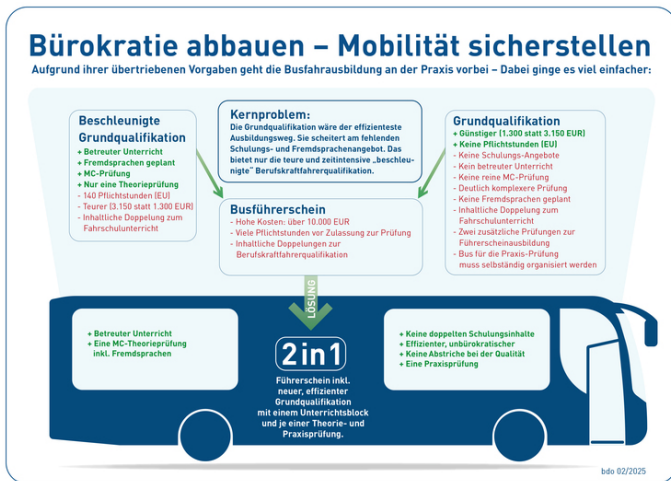 Bürokratie abbauen – Mobilität sicherstellen
Aufgrund ihrer übertriebenen Vorgaben geht die Busfahrausbildung an der Praxis vorbei – Dabei ginge es viel einfacher:
Beschleunigte
Grundqualifikation
+ Betreuter Unterricht
+ Fremdsprachen geplant
+ MC-Prüfung
+ Nur eine Theorieprüfung
- 140 Pflichtstunden (EU)
- Teurer (3.150 statt 1.300 EUR)
- Inhaltliche Doppelung zum
Fahrschulunterricht
Kernproblem:
Die Grundqualifikation wäre der effizienteste
Ausbildungsweg. Sie scheitert am fehlenden
Schulungs- und Fremdsprachenangebot. Das
bietet nur die teure und zeitintensive „beschleu-
nigte“ Berufskraftfahrerqualifikation.
Grundqualifikation
+ Günstiger (1.300 statt 3.150 EUR)
+ Keine Pflichtstunden (EU)
- Keine Schulungs-Angebote
- Kein betreuter Unterricht
- Keine reine MC-Prüfung
- Deutlich komplexere Prüfung
- Keine Fremdsprachen geplant
- Inhaltliche Doppelung zum
Fahrschulunterricht
- Zwei zusätzliche Prüfungen zur
Führerscheinausbildung
- Bus für die Praxis-Prüfung
muss selbständig organisiert werden
Busführerschein
- Hohe Kosten: über 10.000 EUR
- Viele Pflichtstunden vor Zulassung zur Prüfung
- Inhaltliche Doppelungen zur
Berufskraftfahrerqualifikation
LÖSUNG
+ Betreuter Unterricht
+ Eine MC-Theorieprüfung
inkl. Fremdsprachen
2in1
Führerschein inkl.
neuer, effizienter
Grundqualifikation
mit einem Unterrichtsblock
und je einer Theorie- und
Praxisprüfung.
+ Keine doppelten Schulungsinhalte
+ Effizienter, unbürokratischer
+ Keine Abstriche bei der Qualität
+ Eine Praxisprüfung
bdo 02/2025